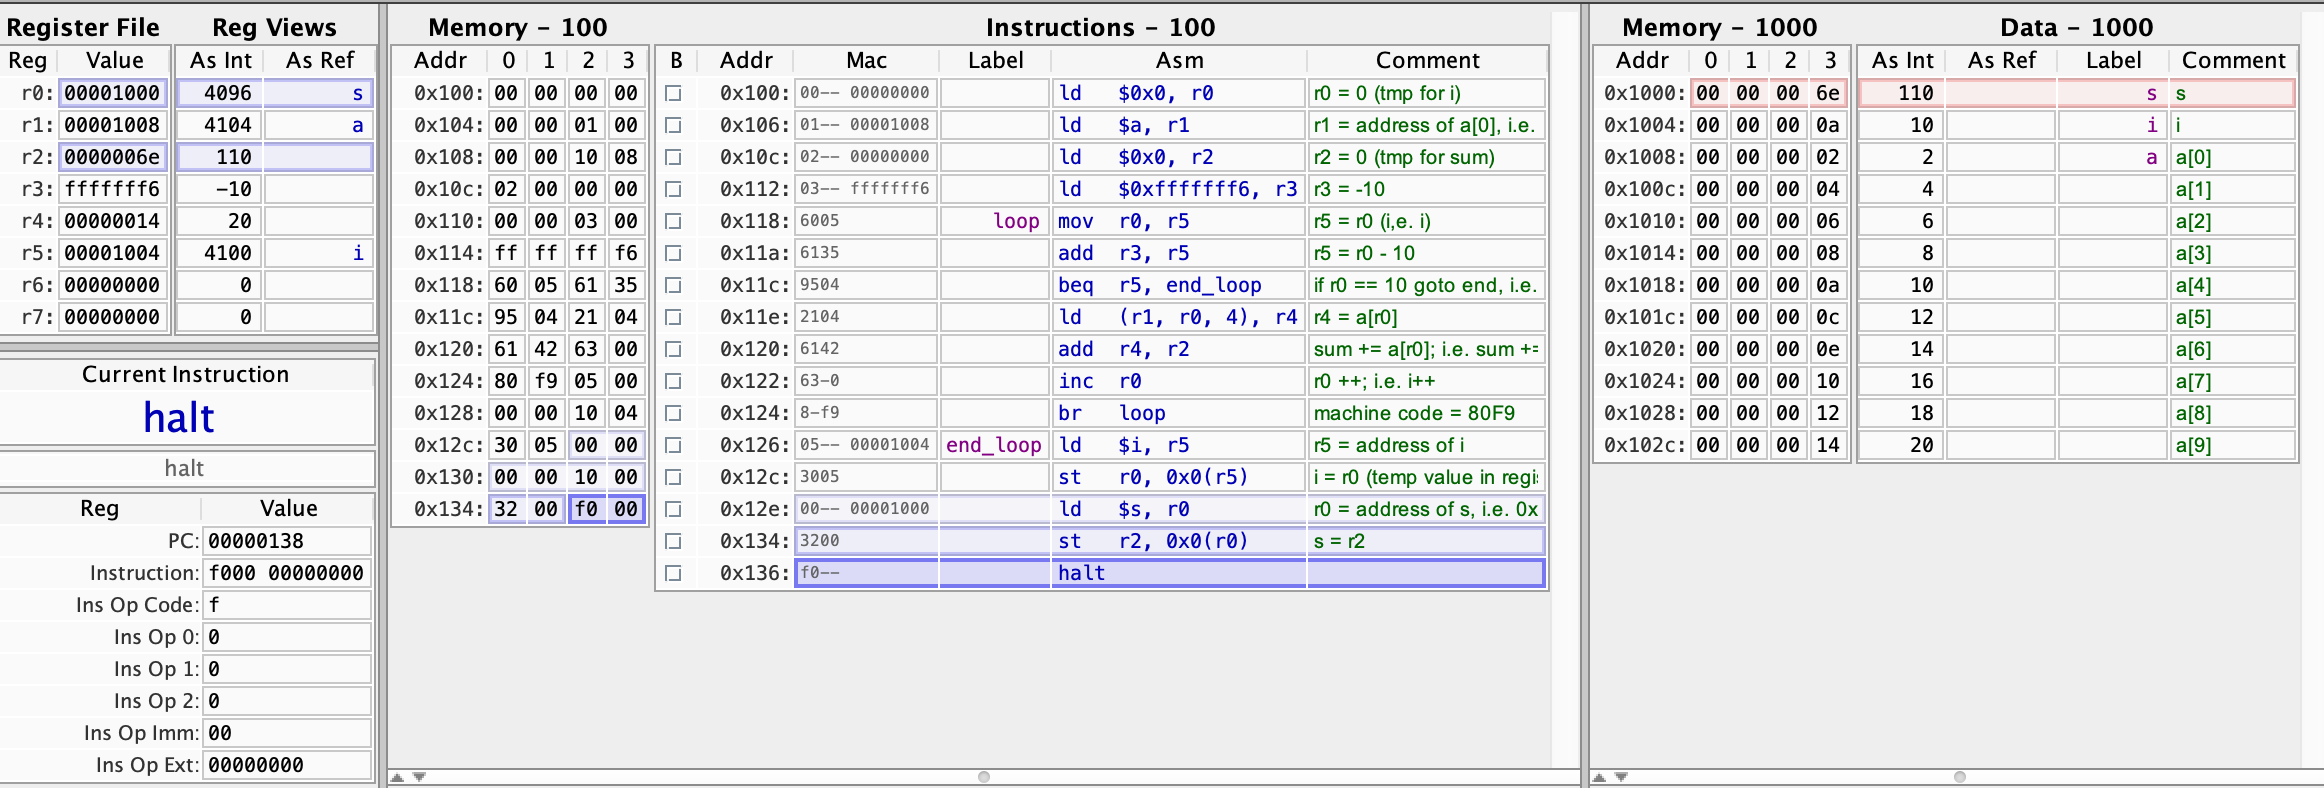 Register File Reg Views
Reg Value As Int As Ref
r0: 00001000 4096 s
r1: 00001008 4104 a
r2: 0000006e 110
r3: fffffff6 -10
r4: 00000014 20
r5: 00001004 4100 i
r6: 00000000 0
r7: 00000000 0
Current Instruction
halt
halt
Reg Value
PC: 00000138
Instruction: f000 00000000
Ins Op Code: f
Ins Op 0: 0
Ins Op 1: 0
Ins Op 2: 0
Ins Op Imm: 00
Ins Op Ext: 00000000
Memory - 100
Addr 0 1 2 3
0x100: 00 00 00 00
0x104: 00 00 01 00
0x108: 00 00 10 08
0x10c: 02 00 00 00
0x110: 00 00 03 00
0x114: ff ff ff f6
0x118: 60 05 61 35
0x11c: 95 04 21 04
0x120: 61 42 63 00
0x124: 80 f9 05 00
0x128: 00 00 10 04
0x12c: 30 05 00 00
0x130: 00 00 10 00
0x134: 32 00 f0 00
Instructions - 100
B Addr Mac Label Asm Comment
0x100: 00-- 00000000 ld $0x0, r0 r0 = 0 (tmp for i)
0x106: 01-- 00001008 ld $a, r1 r1 = address of a[0], i.e.
0x10c: 02-- 00000000 ld $0x0, r2 r2 = 0 (tmp for sum)
0x112: 03-- fffffff6 ld $0xfffffff6, r3 r3 = -10
0x118: 6005 loop mov r0, r5 r5 = r0 (i,e. i)
0x11a: 6135 add r3, r5 r5 = r0 - 10
0x11c: 9504 beq r5, end_loop if r0 == 10 goto end, i.e.
0x11e: 2104 ld (r1, r0, 4), r4 r4 = a[r0]
0x120: 6142 add r4, r2 sum += a[r0]; i.e. sum +=
0x122: 63-0 inc r0 r0 ++; i.e. i++
0x124: 8-f9 br loop machine code = 80F9
0x126: 05-- 00001004 end_loop ld $i, r5 r5 = address of i
0x12c: 3005 st r0, 0x0(r5) i = r0 (temp value in regi
0x12e: 00-- 00001000 ld $s, r0 r0 = address of s, i.e. 0x
0x134: 3200 st r2, 0x0(r0) s = r2
0x136: f0-- halt
Memory - 1000
Addr 0 1 2 3
0x1000: 00 00 00 6e
0x1004: 00 00 00 0a
0x1008: 00 00 00 02
0x100c: 00 00 00 04
0x1010: 00 00 00 06
0x1014: 00 00 00 08
0x1018: 00 00 00 0a
0x101c: 00 00 00 0c
0x1020: 00 00 00 0e
0x1024: 00 00 00 10
0x1028: 00 00 00 12
0x102c: 00 00 00 14
Data - 1000
As Int As Ref Label Comment
110 s s
10 i i
2 a a[0]
4 a[1]
6 a[2]
8 a[3]
10 a[4]
12 a[5]
14 a[6]
16 a[7]
18 a[8]
20 a[9]